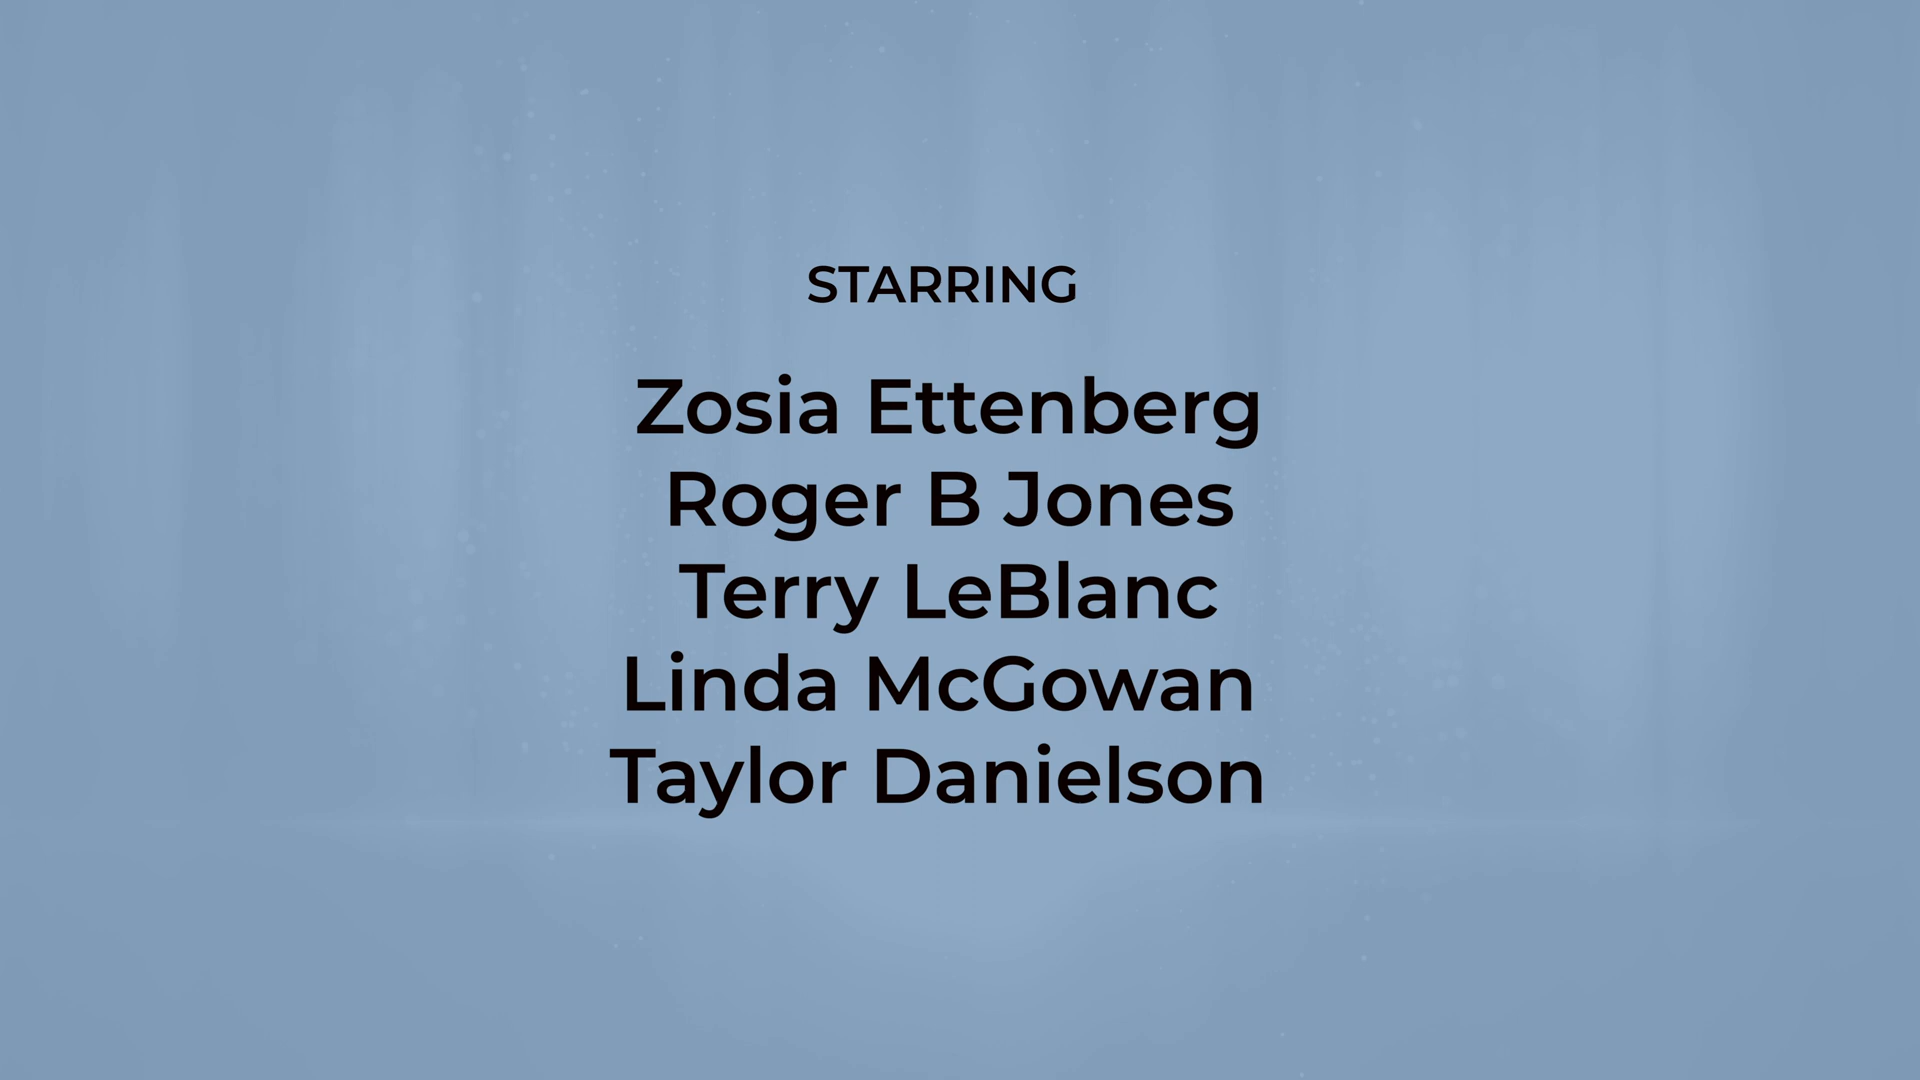 STARRING
Zosia Ettenberg
Roger B Jones
Terry LeBlanc
Linda McGowan
Taylor Danielson